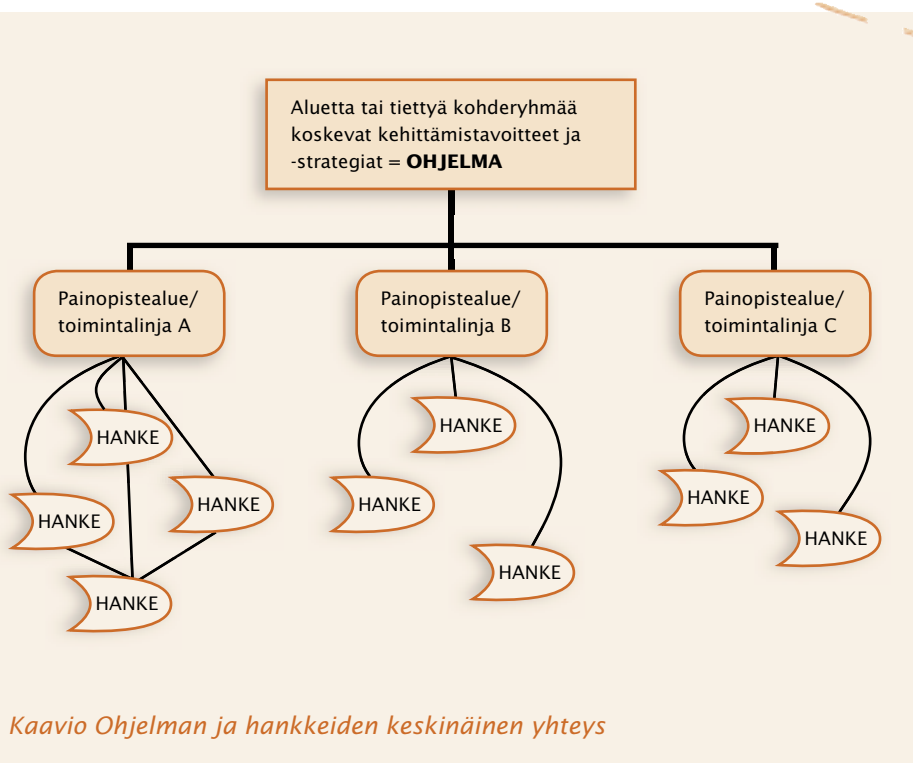 Aluetta tai tiettyä kohderyhmää
koskevat kehittämistavoitteet ja
-strategiat = OHJELMA
Painopistealue/
toimintalinja A
Painopistealue/
toimintalinja B
Painopistealue/
toimintalinja C
HANKE
HANKE
HANKE
HANKE
HANKE
HANKE
HANKE
HANKE
HANKE
HANKE
Kaavio Ohjelman ja hankkeiden keskinäinen yhteys